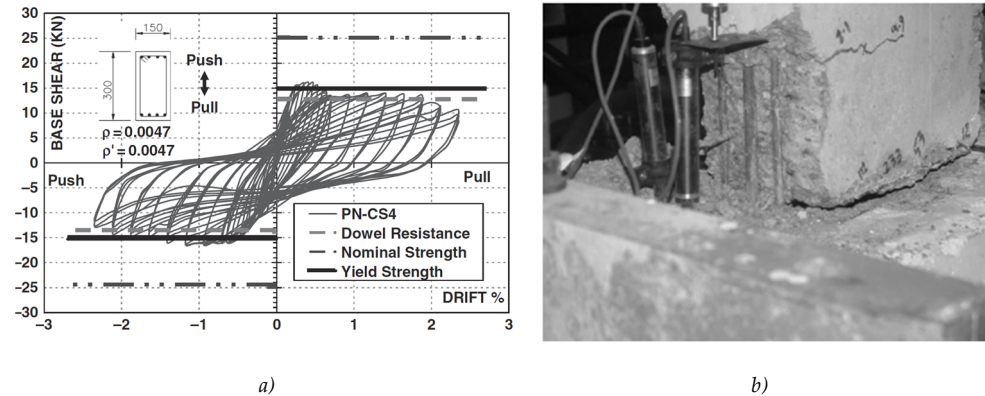 30
25
20
15
10
5
0
−5
−10
−15
−20
−25
−30
BASE SHEAR (KN)
150
300
Push
Pull
ρ = 0.0047
ρ' = 0.0047
Push
Pull
PN-CS4
Dowel Resistance
Nominal Strength
Yield Strength
DRIFT %
−3 −2 −1 0 1 2 3
a) b)